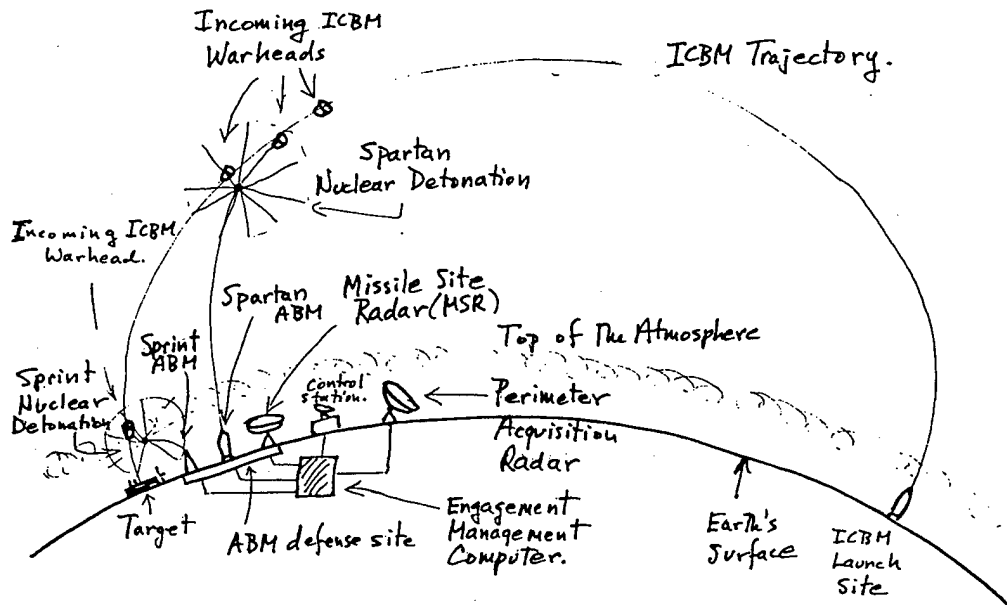 Incoming ICBM
Warheads
ICBM Trajectory.
Spartan
Nuclear Detonation
Incoming ICBM
Warhead.
Spartan
ABM
Missile Site
Radar (MSR)
Top of The Atmosphere
Sprint
ABM
Sprint
Nuclear
Detonation
Control
Station.
Perimeter
Acquisition
Radar
Target
ABM defense site
Engagement
Management
Computer.
Earth's
Surface
ICBM
Launch
Site